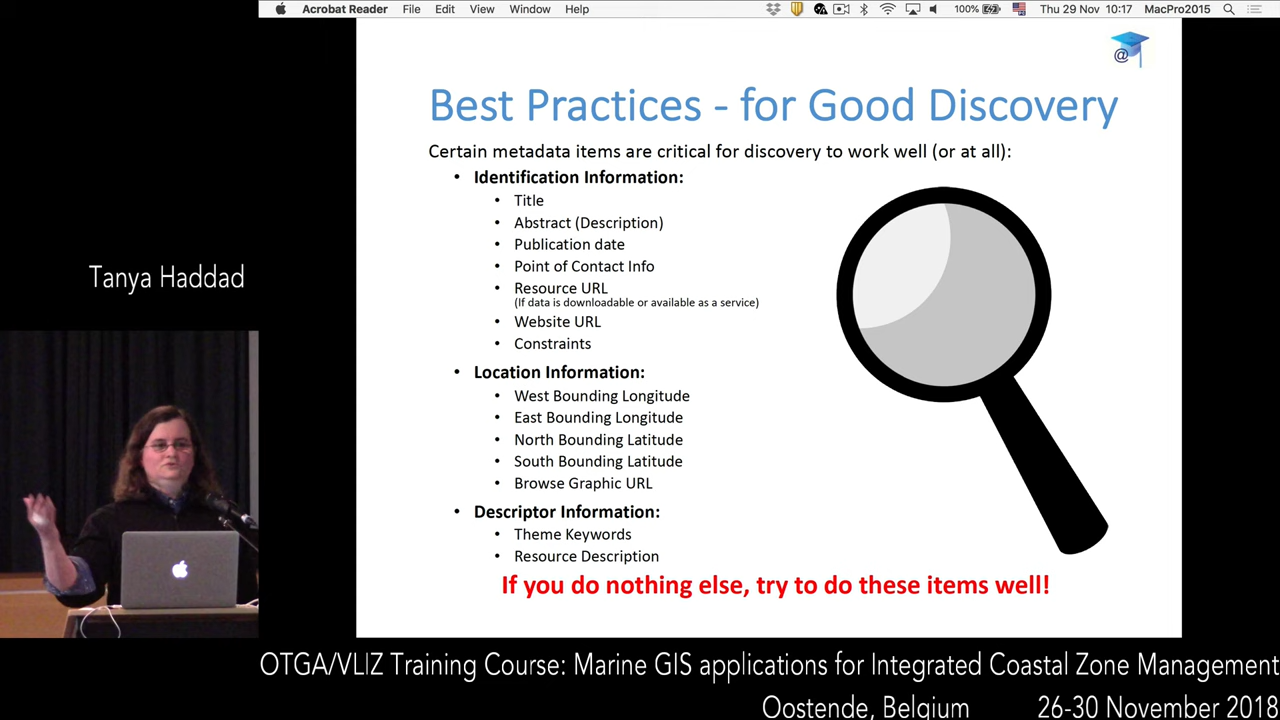 Acrobat Reader File Edit View Window Help 100% Thu 29 Nov 10:17 MacPro2015
@
Best Practices - for Good Discovery
Certain metadata items are critical for discovery to work well (or at all):
• Identification Information:
• Title
• Abstract (Description)
• Publication date
• Point of Contact Info
• Resource URL
(If data is downloadable or available as a service)
• Website URL
• Constraints
• Location Information:
• West Bounding Longitude
• East Bounding Longitude
• North Bounding Latitude
• South Bounding Latitude
• Browse Graphic URL
• Descriptor Information:
• Theme Keywords
• Resource Description
If you do nothing else, try to do these items well!
Tanya Haddad
OTGA/VLIZ Training Course: Marine GIS applications for Integrated Coastal Zone Management
Oostende, Belgium 26-30 November 2018